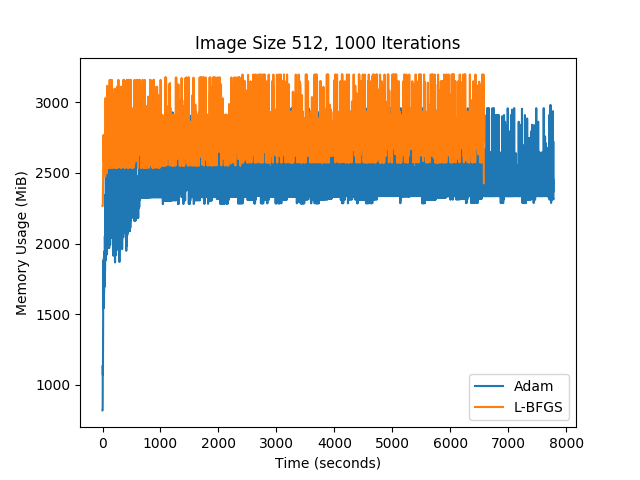 Image Size 512, 1000 Iterations
Memory Usage (MiB)
3000
2500
2000
1500
1000
0 1000 2000 3000 4000 5000 6000 7000 8000
Time (seconds)
Adam
L-BFGS